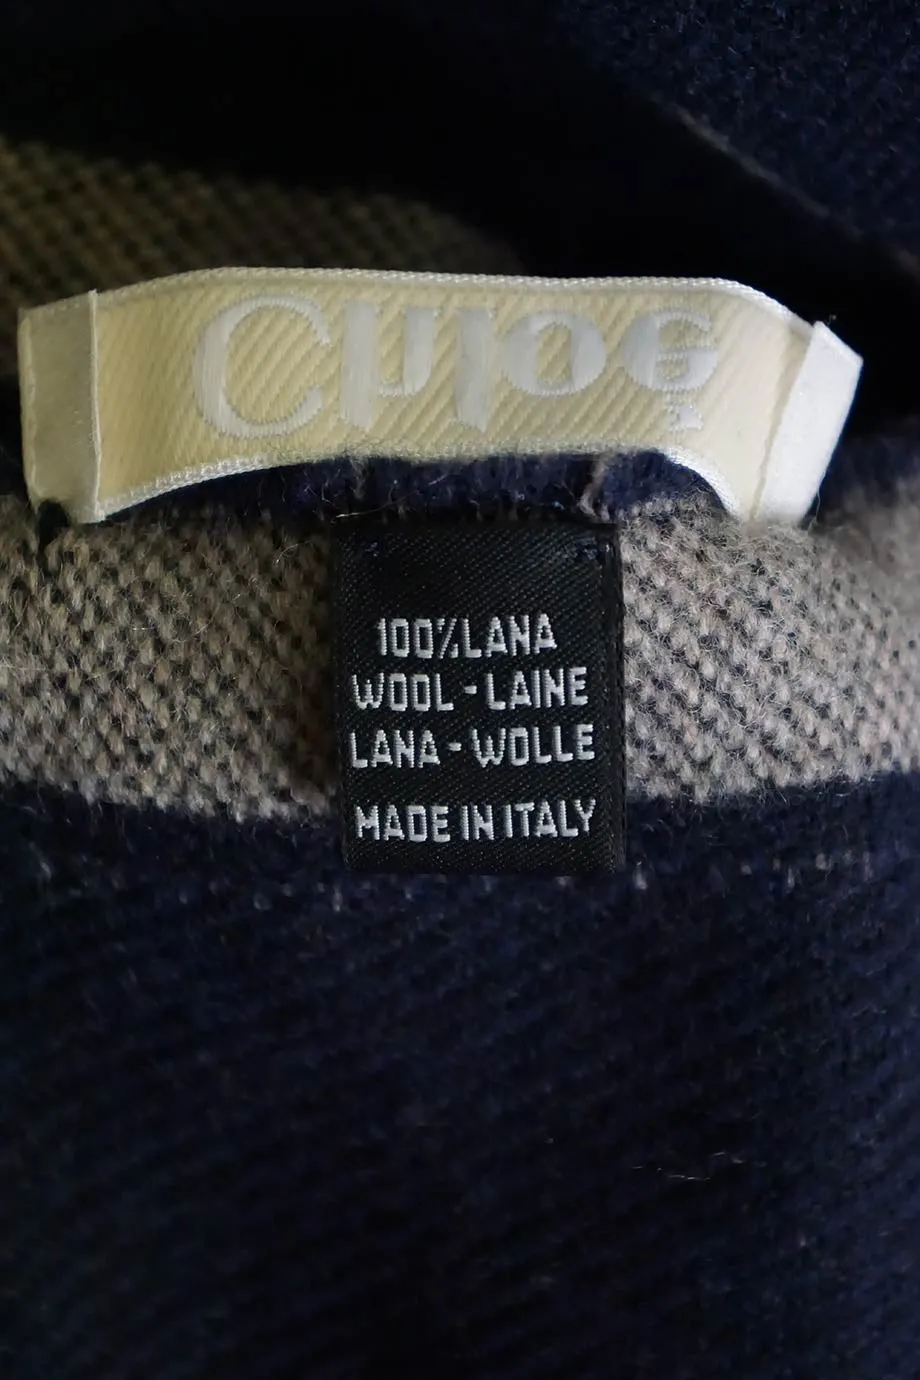 Chloé
100%LANA
WOOL - LAINE
LANA - WOLLE
MADE IN ITALY